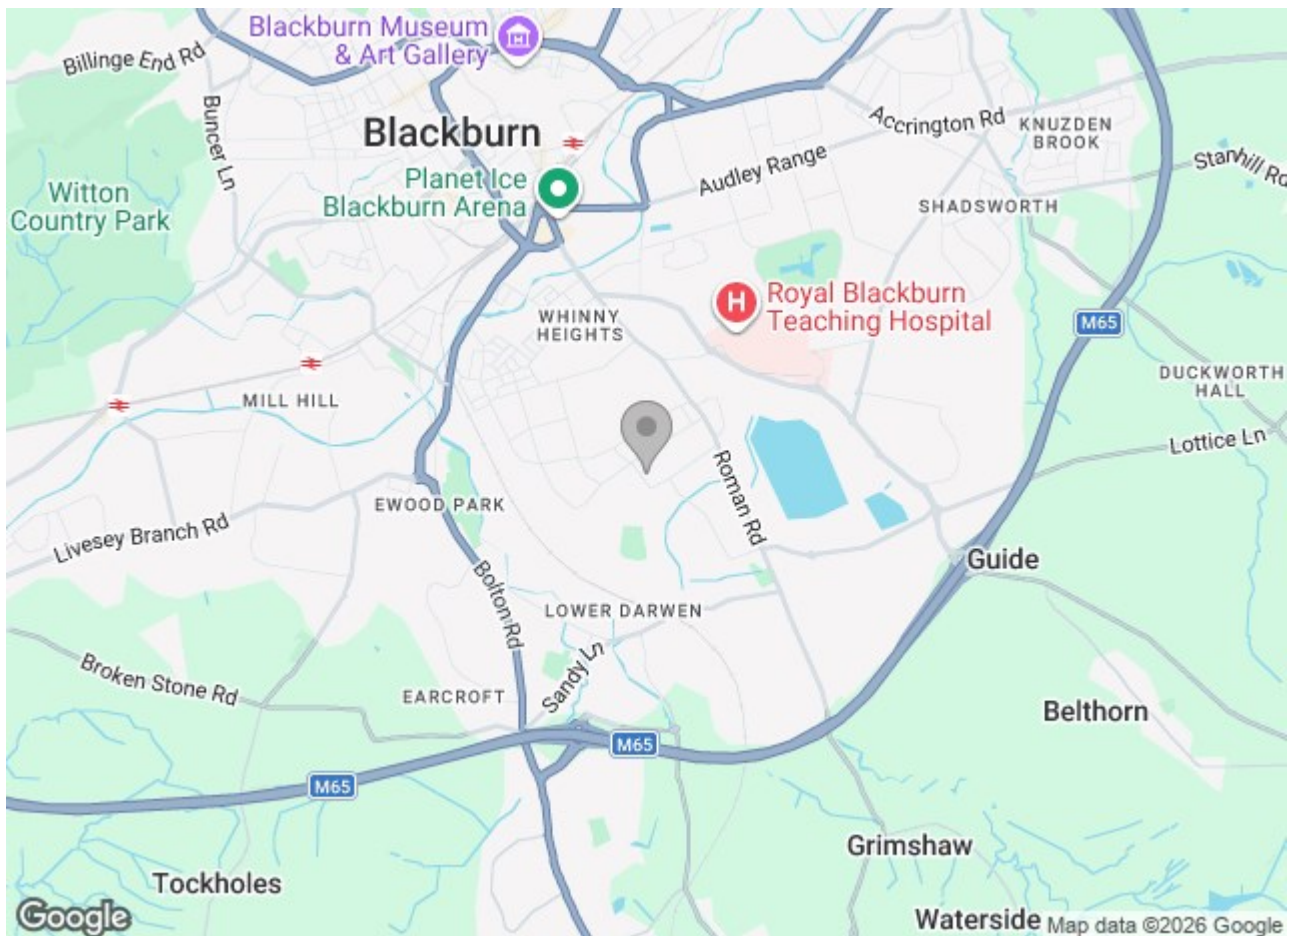 Blackburn Museum
& Art Gallery
Billinge End Rd
Buncer Ln
Blackburn
Accrington Rd
KNUZDEN
BROOK
Audley Range
Stanhill Rd
Planet Ice
Blackburn Arena
Witton
Country Park
SHADSWORTH
H
Royal Blackburn
Teaching Hospital
WHINNY
HEIGHTS
M65
DUCKWORTH
HALL
MILL HILL
Lottice Ln
Roman Rd
EWOOD PARK
Livesey Branch Rd
Guide
Bolton Rd
LOWER DARWEN
Sandy Ln
Broken Stone Rd
EARCROFT
Belthorn
M65
M65
Grimshaw
Tockholes
Google
Waterside
Map data ©2026 Google